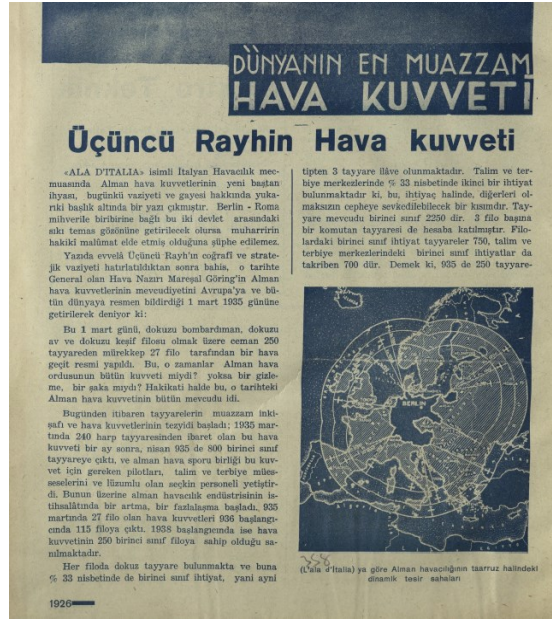 DÜNYANIN EN MUAZZAM
HAVA KUVVETİ
Üçüncü Rayhin Hava kuvveti
«ALA D'ITALIA» isimli İtalyan Havacılık mec-
muasında Alman hava kuvvetlerinin yeni baştan
ihyası, bugünkü vaziyeti ve gayesi hakkında yuka-
rıki başlık altında bir yazı çıkmıştır. Berlin - Roma
mihverile biribirine bağlı bu iki devlet arasındaki
sıkı temas gözönüne getirilecek olursa muharririn
hakikî malûmat elde etmiş olduğuna şüphe edilemez.
Yazıda evvelâ Üçüncü Rayh'ın coğrafî ve strate-
jik vaziyeti hatırlatıldıktan sonra bahis, o tarihte
General olan Hava Nazırı Mareşal Göring'in Alman
hava kuvvetlerinin mevcudiyetini Avrupa'ya ve bü-
tün dünyaya resmen bildirdiği 1 mart 1935 gününe
getirilerek deniyor ki:
Bu 1 mart günü, dokuzu bombardıman, dokuzu
av ve dokuzu keşif filosu olmak üzere ceman 250
tayyareden mürekkep 27 filo tarafından bir hava
geçit resmi yapıldı. Bu, o zamanlar Alman hava
ordusunun bütün kuvveti miydi? yoksa bir gizle-
me, bir şaka mıydı? Hakikati halde bu, o tarihteki
Alman hava kuvvetinin bütün mevcudu idi.
Bugünden itibaren tayyarelerin muazzam inki-
şafı ve hava kuvvetlerinin tezyidi başladı; 1935 mar-
tında 240 harp tayyaresinden ibaret olan bu hava
kuvveti bir ay sonra, nisan 935 de 800 birinci sınıf
tayyareye çıktı, ve alman hava sporu birliği bu kuv-
vet için gereken pilotları, talim ve terbiye mües-
seselerini ve lüzumlu olan seçkin personeli yetiştir-
di. Bunun üzerine alman havacılık endüstrisinin is-
tihsalâtında bir artma, bir fazlalaşma başladı. 935
martında 27 filo olan hava kuvvetleri 936 başlangı-
cında 115 filoya çıktı. 1938 başlangıcında ise hava
kuvvetinin 250 birinci sınıf filoya sahip olduğu sa-
nılmaktadır.
Her filoda dokuz tayyare bulunmakta ve buna
% 33 nisbetinde de birinci sınıf ihtiyat, yani ayni
1926
tipten 3 tayyare ilâve olunmaktadır. Talim ve ter-
biye merkezlerinde % 33 nisbetinde ikinci bir ihtiyat
bulunmaktadır ki, bu, ihtiyaç halinde, diğerleri ol-
maksızın cepheye sevkedilebilecek bir kısımdır. Tay-
yare mevcudu birinci sınıf 2250 dir. 3 filo başına
bir komutan tayyaresi de hesaba katılmıştır. Filo-
lardaki birinci sınıf ihtiyat tayyareler 750, talim ve
terbiye merkezlerindeki birinci sınıf ihtiyatlar da
takriben 700 dür. Demek ki, 935 de 250 tayyare-
BERLIN
358
(L'ala d'Italia) ya göre Alman havacılığının taarruz halindeki
dinamik tesir sahaları